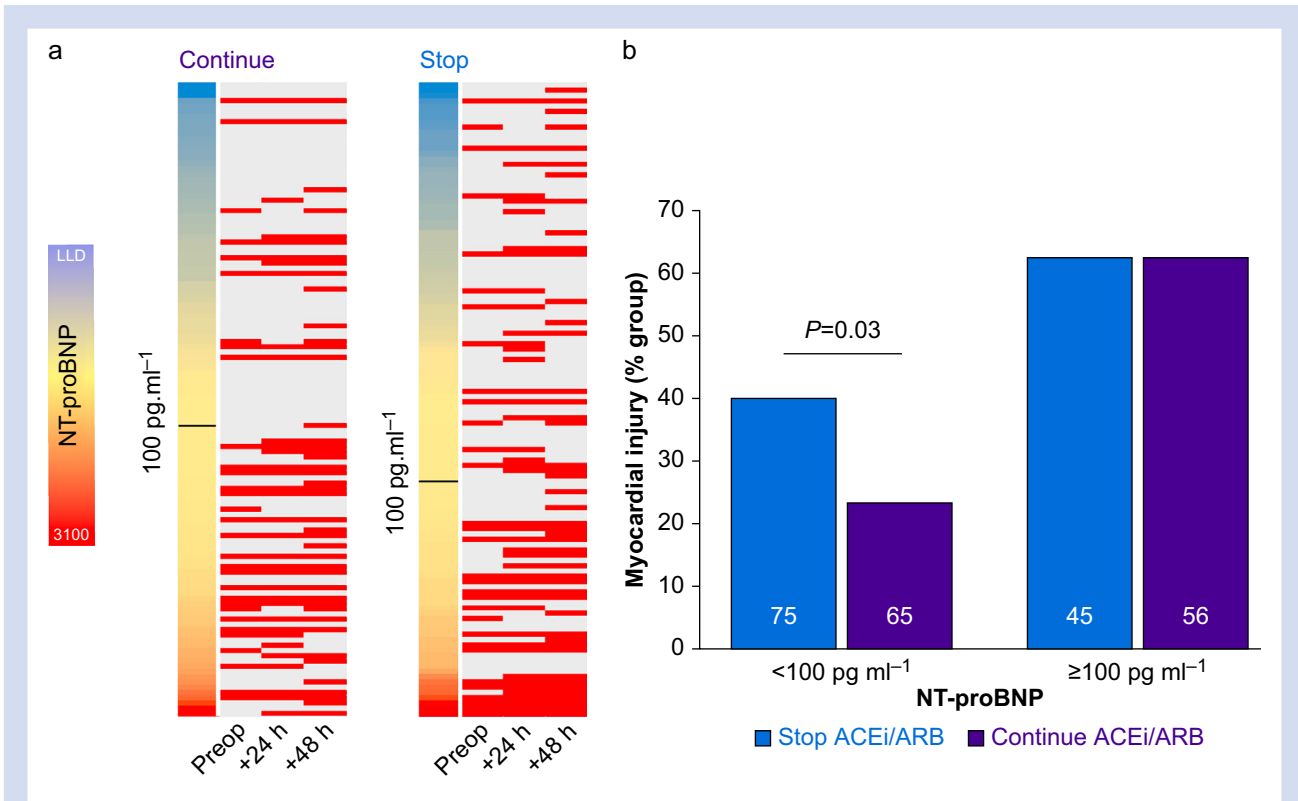 a
Continue
Stop
LLD
NT-proBNP
3100
100 pg.ml⁻¹
100 pg.ml⁻¹
Preop
+24 h
+48 h
Preop
+24 h
+48 h
b
Myocardial injury (% group)
70
60
50
40
30
20
10
0
P=0.03
75
65
45
56
<100 pg ml⁻¹
≥100 pg ml⁻¹
NT-proBNP
Stop ACEi/ARB
Continue ACEi/ARB